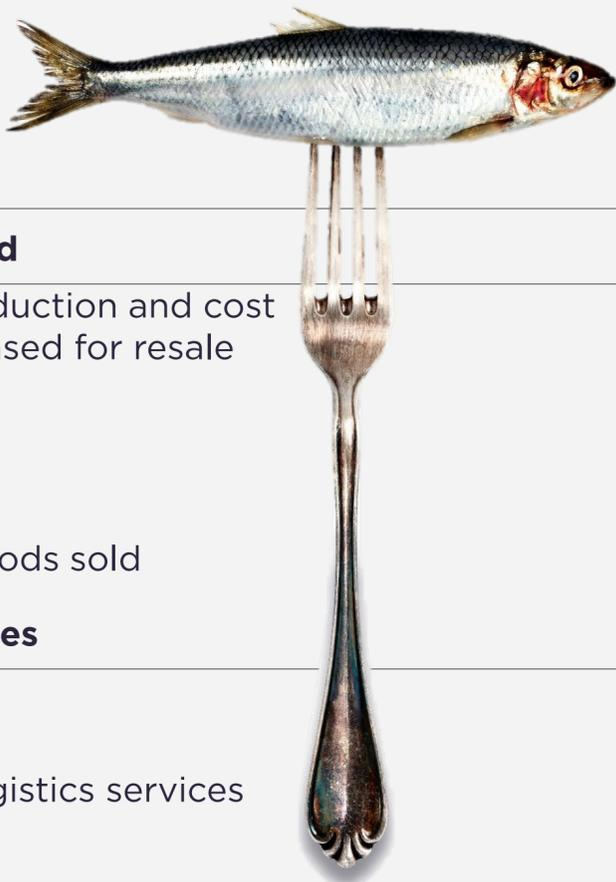 d
duction and cost
sed for resale
ods sold
es
gistics services